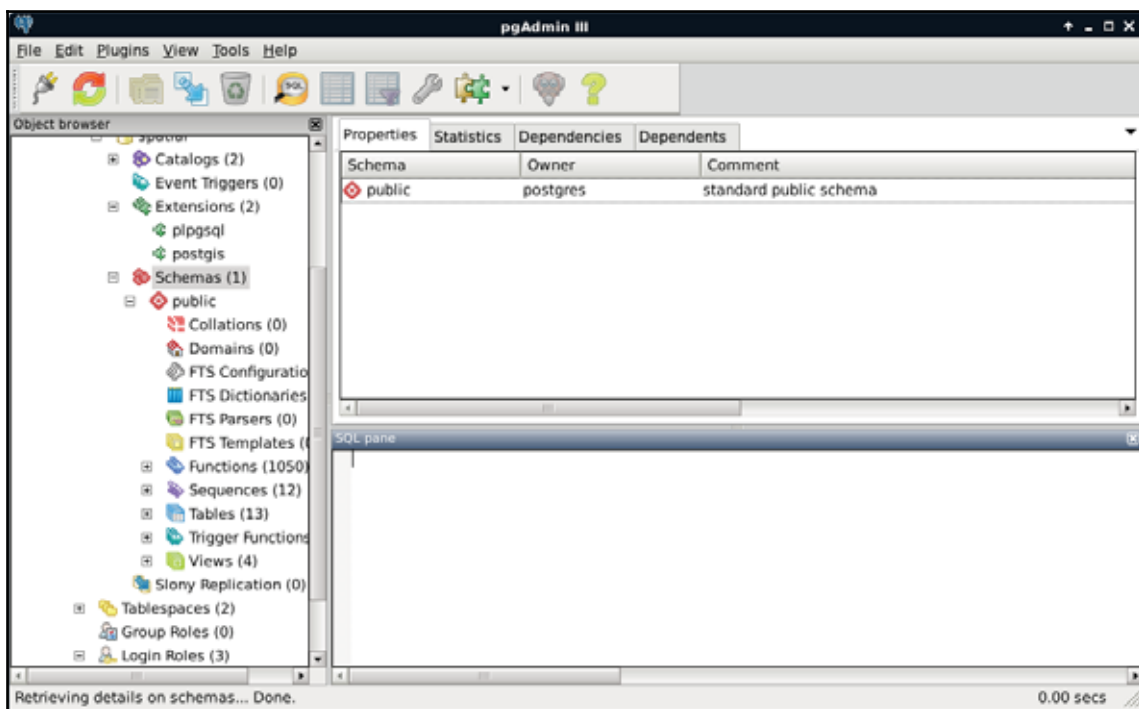 pgAdmin III
File Edit Plugins View Tools Help
SQL
Object browser
Spatial
Catalogs (2)
Event Triggers (0)
Extensions (2)
plpgsql
postgis
Schemas (1)
public
Collations (0)
Domains (0)
FTS Configuratio
FTS Dictionaries
FTS Parsers (0)
FTS Templates (
Functions (1050)
Sequences (12)
Tables (13)
Trigger Functions
Views (4)
Slony Replication (0)
Tablespaces (2)
Group Roles (0)
Login Roles (3)
Properties Statistics Dependencies Dependents
Schema Owner Comment
public postgres standard public schema
SQL pane
Retrieving details on schemas... Done. 0.00 secs